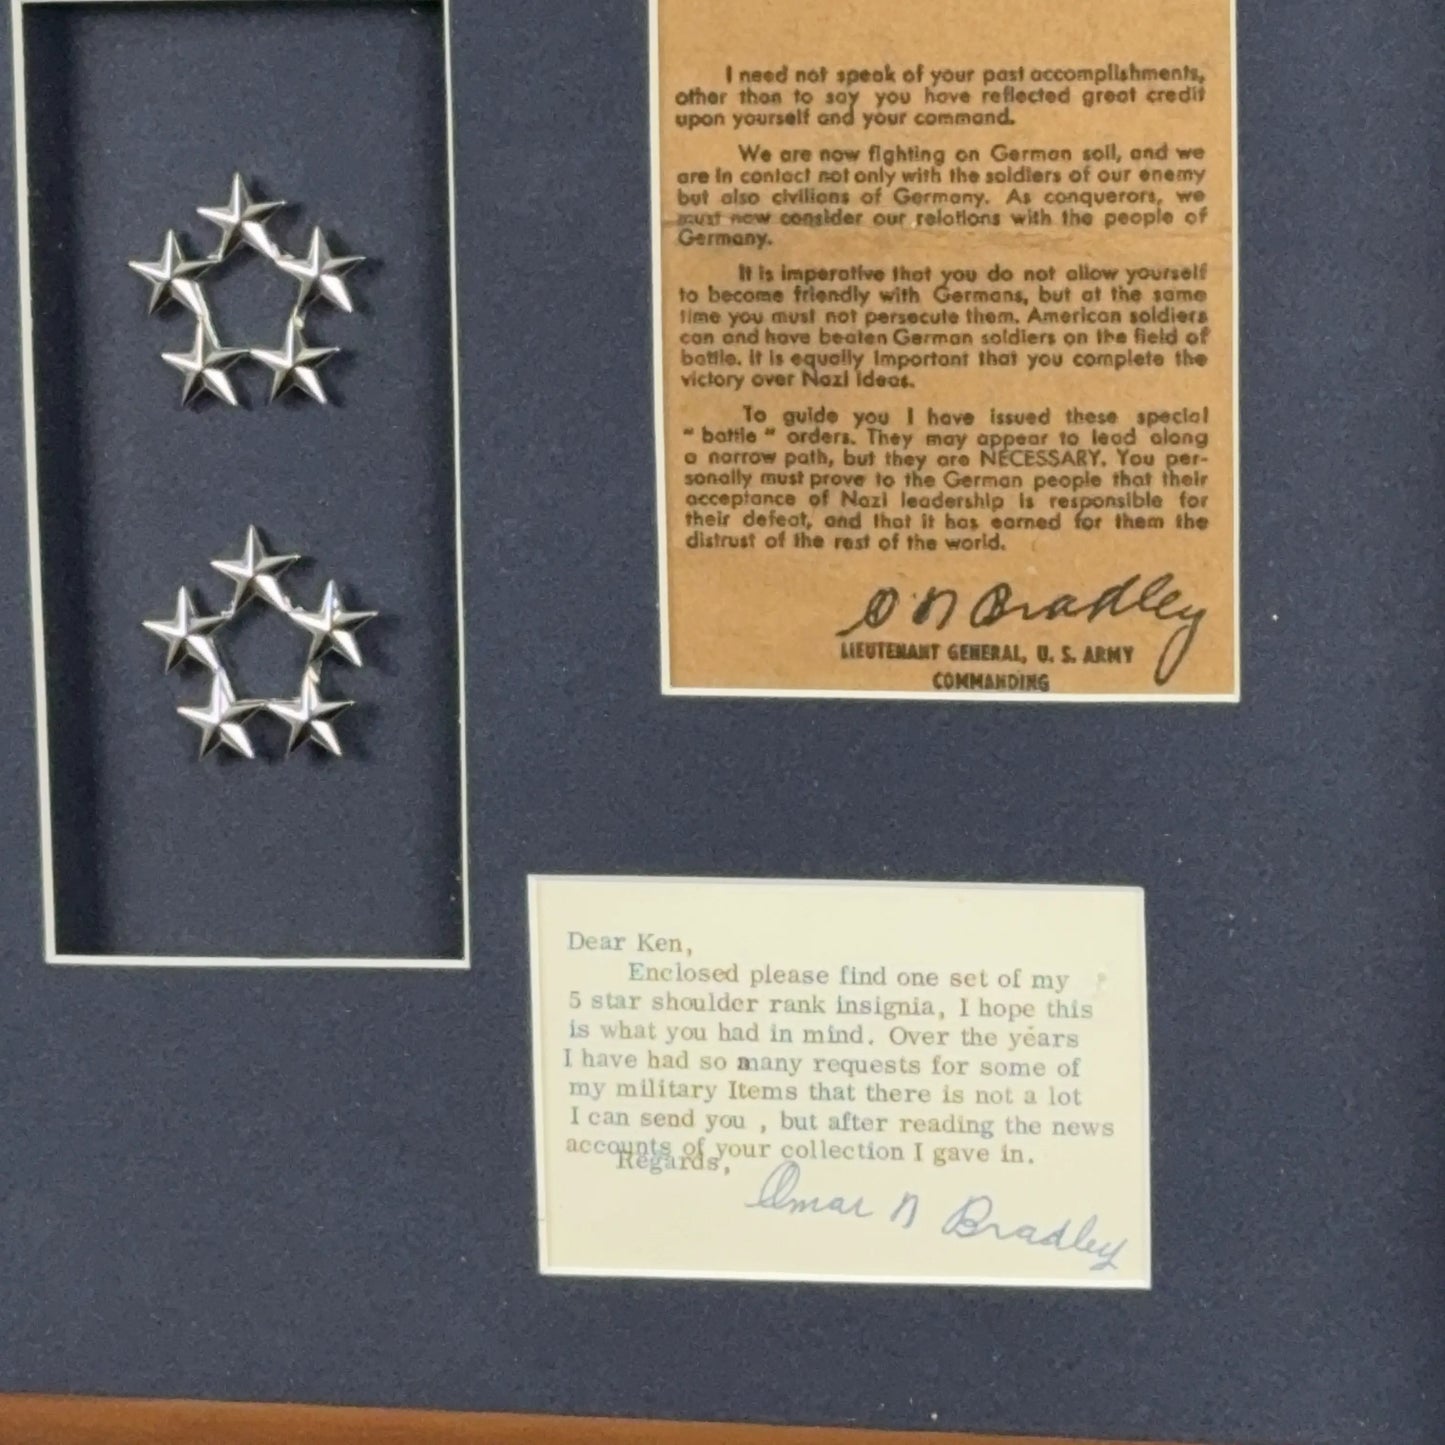 I need not speak of your past accomplishments,
other than to say you have reflected great credit
upon yourself and your command.
We are now fighting on German soil, and we
are in contact not only with the soldiers of our enemy
but also civilians of Germany. As conquerors, we
must now consider our relations with the people of
Germany.
It is imperative that you do not allow yourself
to become friendly with Germans, but at the same
time you must not persecute them. American soldiers
can and have beaten German soldiers on the field of
battle. It is equally important that you complete the
victory over Nazi ideas.
To guide you I have issued these special
" battle " orders. They may appear to lead along
a narrow path, but they are NECESSARY. You per-
sonally must prove to the German people that their
acceptance of Nazi leadership is responsible for
their defeat, and that it has earned for them the
distrust of the rest of the world.
O N Bradley
LIEUTENANT GENERAL, U. S. ARMY
COMMANDING
Dear Ken,
Enclosed please find one set of my
5 star shoulder rank insignia, I hope this
is what you had in mind. Over the years
I have had so many requests for some of
my military Items that there is not a lot
I can send you , but after reading the news
accounts of your collection I gave in.
Regards,
Omar N Bradley